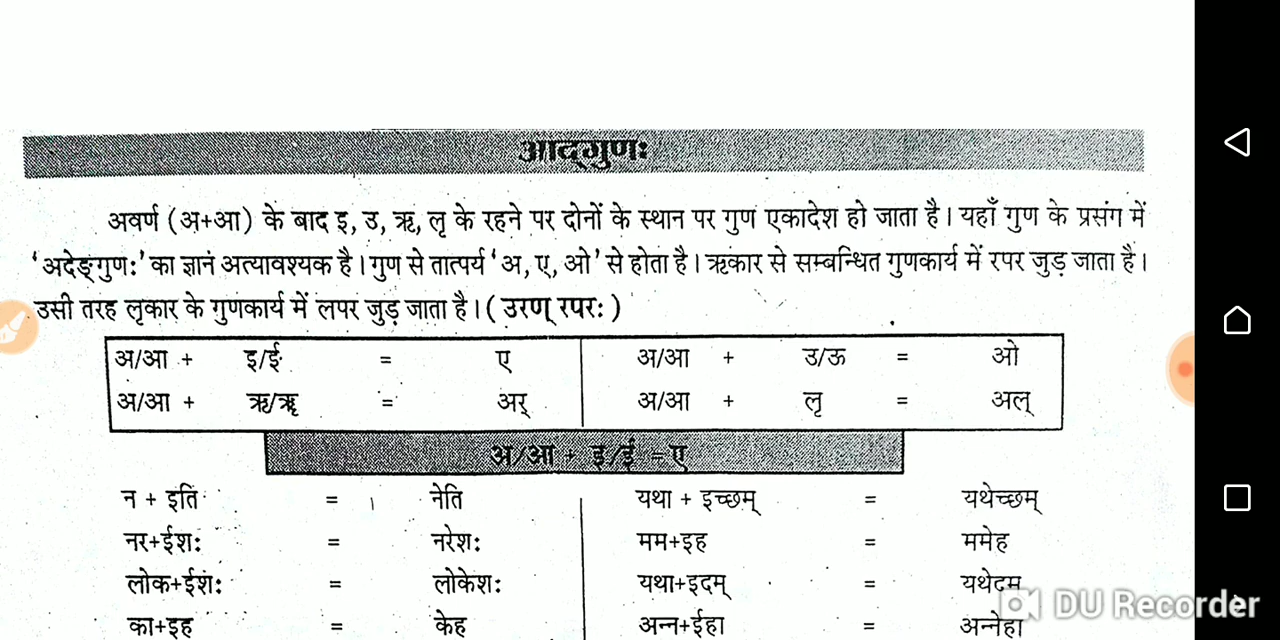 आद्गुणः
अवर्ण (अ+आ) के बाद इ, उ, ऋ, लृ के रहने पर दोनों के स्थान पर गुण एकादेश हो जाता है। यहाँ गुण के प्रसंग में
'अदेङ्गुणः' का ज्ञानं अत्यावश्यक है। गुण से तात्पर्य 'अ, ए, ओ' से होता है। ऋकार से सम्बन्धित गुणकार्य में रपर जुड़ जाता है।
उसी तरह लृकार के गुणकार्य में लपर जुड़ जाता है। ( उरण् रपरः )
अ/आ + इ/ई = ए अ/आ + उ/ऊ = ओ
अ/आ + ऋ/ॠ = अर् अ/आ + लृ = अल्
अ/आ + इ/ई = ए
न + इति = नेति यथा + इच्छम् = यथेच्छम्
नर+ईशः = नरेशः मम+इह = ममेह
लोक+ईशः = लोकेशः यथा+इदम् = यथेदम्
का+इह = केह अन्न+ईहा = अन्नेहा
DU Recorder